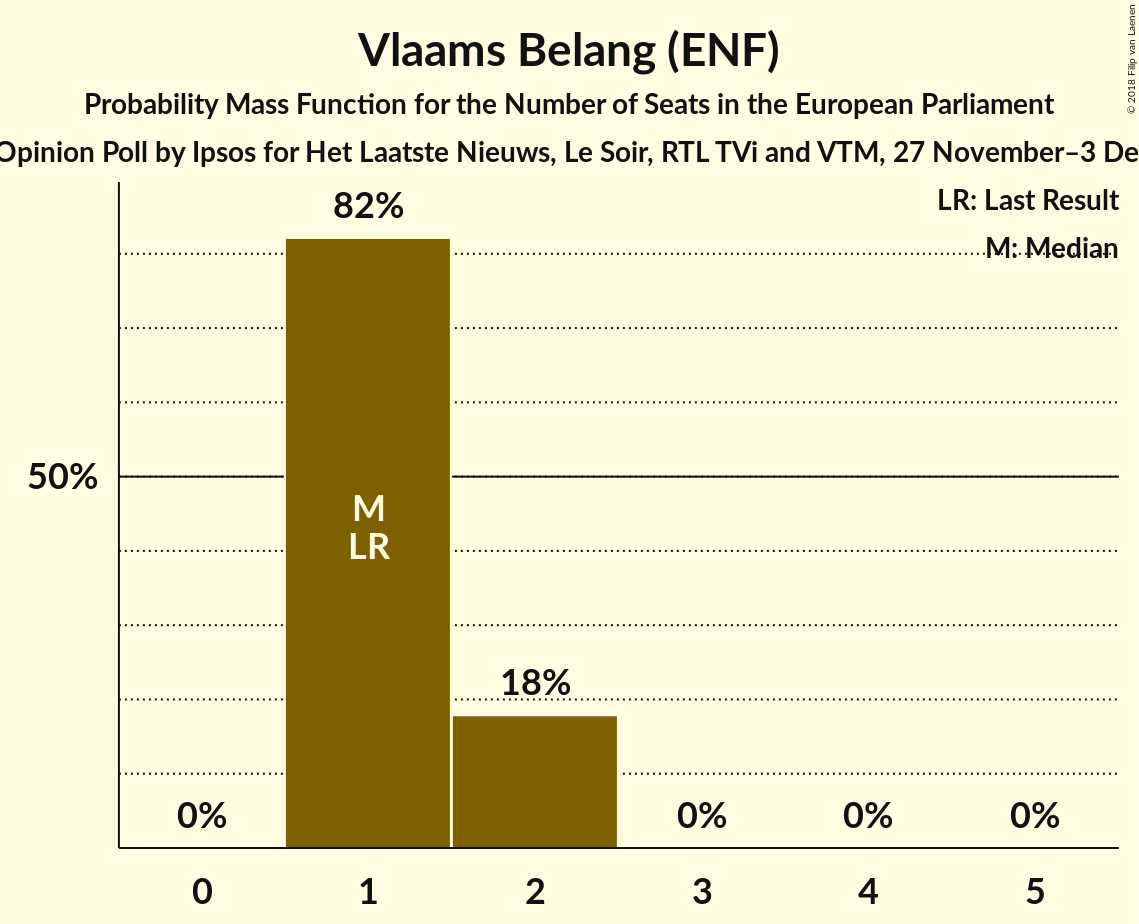 Vlaams Belang (ENF)
Probability Mass Function for the Number of Seats in the European Parliament
Opinion Poll by Ipsos for Het Laatste Nieuws, Le Soir, RTL TVi and VTM, 27 November–3 De
© 2018 Filip van Laenen
LR: Last Result
M: Median
82%
50%
M
LR
18%
0%
0%
0%
0%
0
1
2
3
4
5